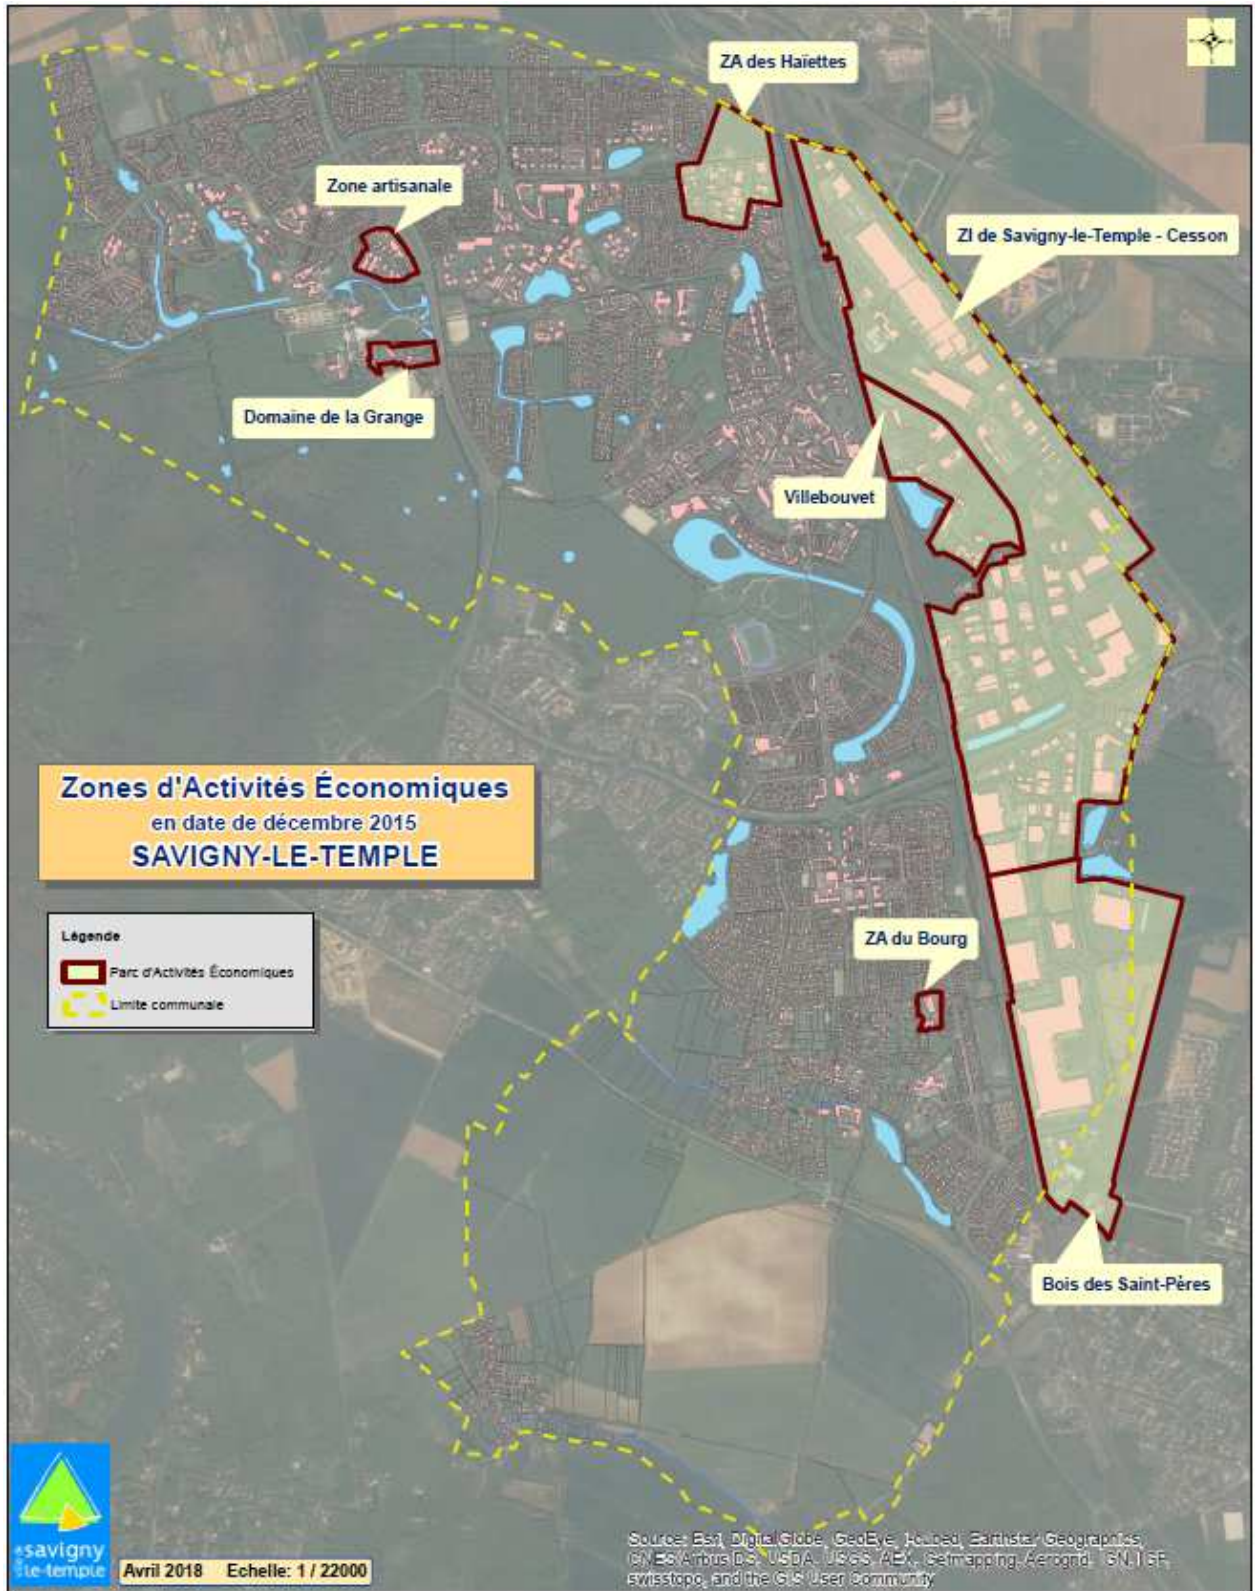 ZA des Haïettes
Zone artisanale
ZI de Savigny-le-Temple - Cesson
Domaine de la Grange
Villebouvet
Zones d'Activités Économiques
en date de décembre 2015
SAVIGNY-LE-TEMPLE
Légende
Parc d'Activités Économiques
Limite communale
ZA du Bourg
Bois des Saint-Pères
savigny
le-temple
Avril 2018 Echelle: 1 / 22000
Source: Esri, DigitalGlobe, GeoEye, i-cubed, Earthstar Geographics,
CNES/Airbus DS, USDA, USGS, AEX, Getmapping, Aerogrid, IGN, IGP,
swisstopo, and the GIS User Community